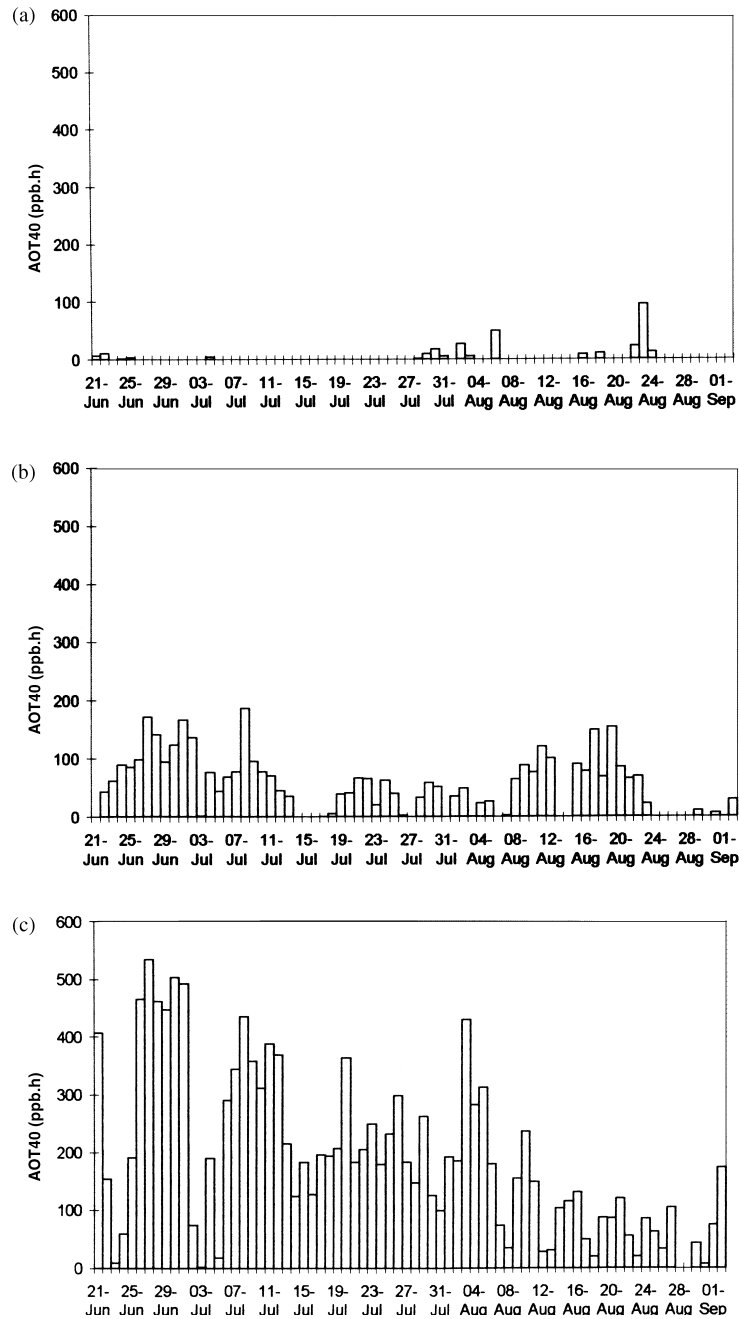 (a)
600
500
400
300
200
100
0
AOT40 (ppb.h)
21- 25- 29- 03- 07- 11- 15- 19- 23- 27- 31- 04- 08- 12- 16- 20- 24- 28- 01-
Jun Jun Jun Jul Jul Jul Jul Jul Jul Jul Jul Aug Aug Aug Aug Aug Aug Aug Sep
(b)
600
500
400
300
200
100
0
AOT40 (ppb.h)
21- 25- 29- 03- 07- 11- 15- 19- 23- 27- 31- 04- 08- 12- 16- 20- 24- 28- 01-
Jun Jun Jun Jul Jul Jul Jul Jul Jul Jul Jul Aug Aug Aug Aug Aug Aug Aug Sep
(c)
600
500
400
300
200
100
0
AOT40 (ppb.h)
21- 25- 29- 03- 07- 11- 15- 19- 23- 27- 31- 04- 08- 12- 16- 20- 24- 28- 01-
Jun Jun Jun Jul Jul Jul Jul Jul Jul Jul Jul Aug Aug Aug Aug Aug Aug Aug Sep